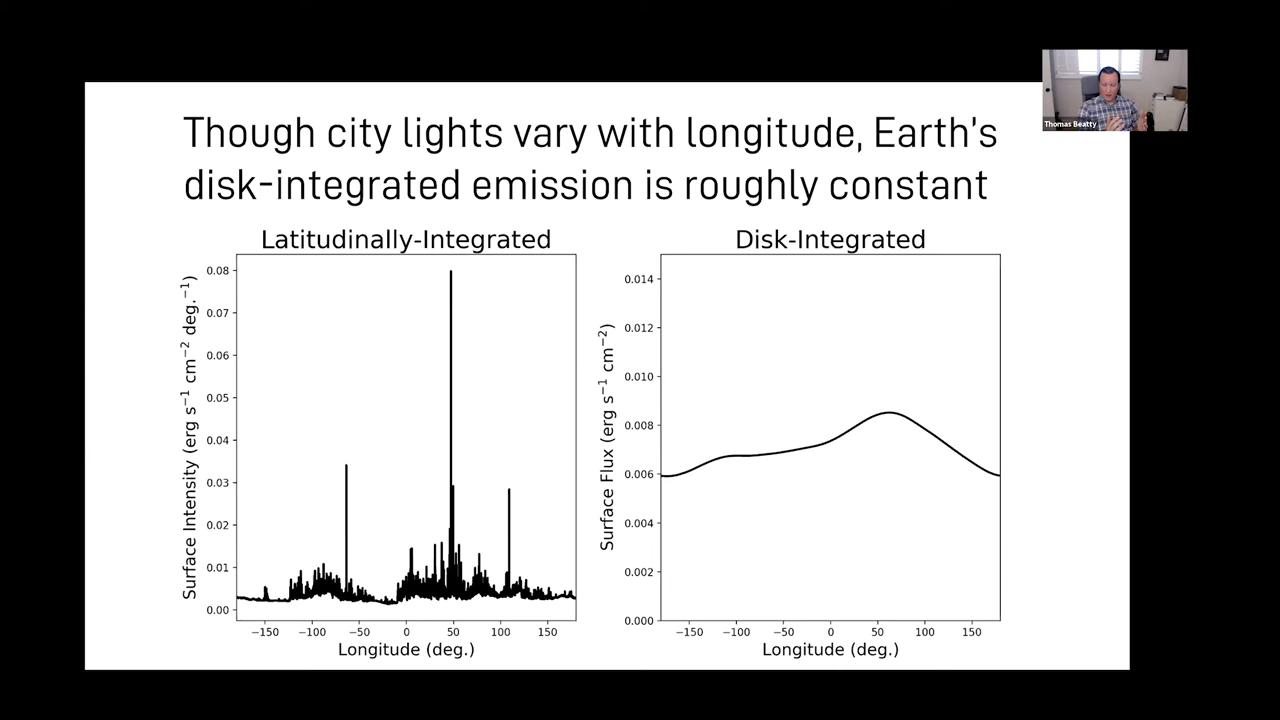 Though city lights vary with longitude, Earth's
disk-integrated emission is roughly constant
Thomas Beatty
Latitudinally-Integrated
Surface Intensity (erg s⁻¹ cm⁻² deg.⁻¹)
0.08
0.07
0.06
0.05
0.04
0.03
0.02
0.01
0.00
−150 −100 −50 0 50 100 150
Longitude (deg.)
Disk-Integrated
Surface Flux (erg s⁻¹ cm⁻²)
0.014
0.012
0.010
0.008
0.006
0.004
0.002
0.000
−150 −100 −50 0 50 100 150
Longitude (deg.)